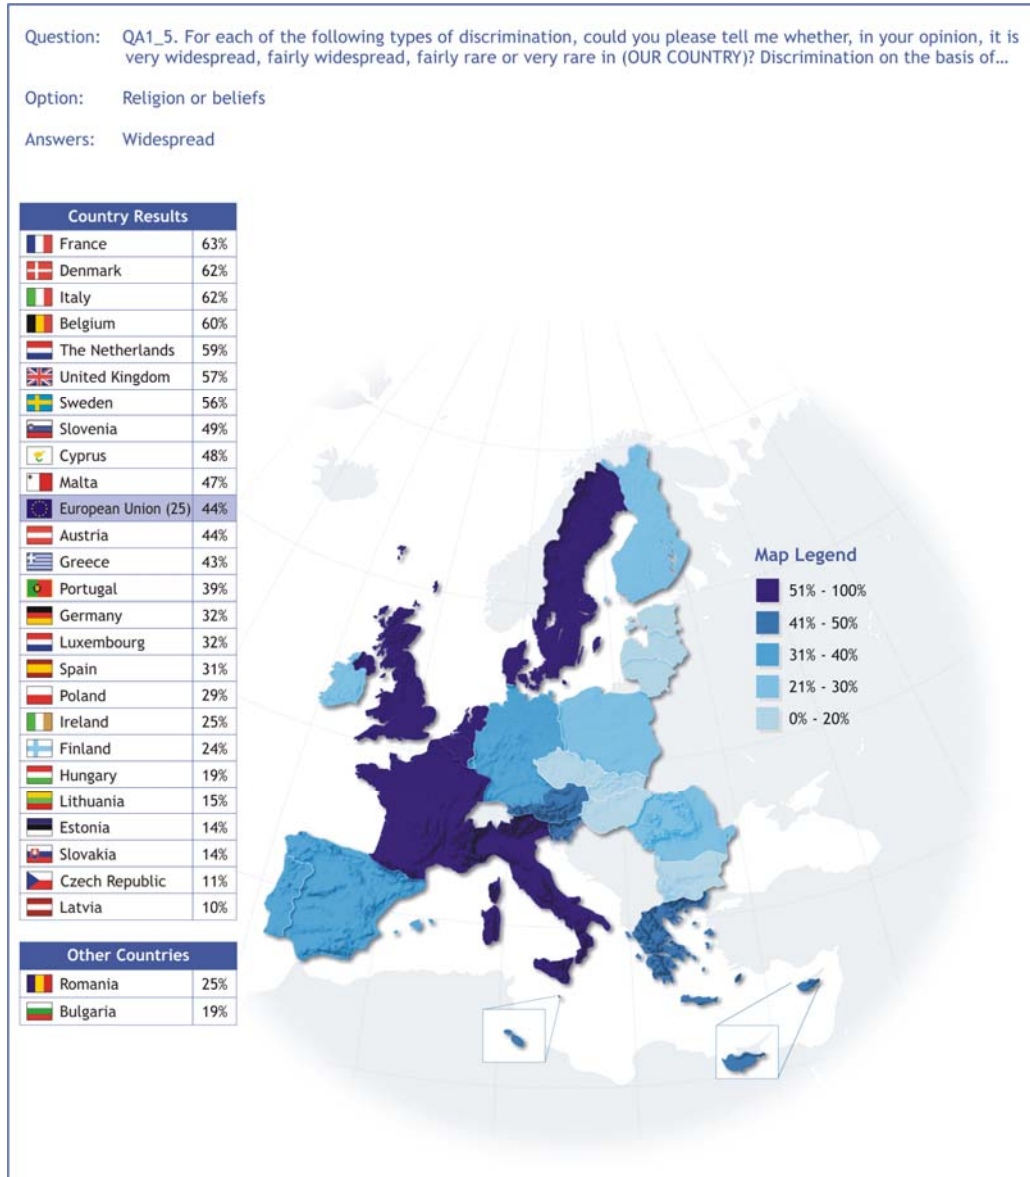 Question: QA1_5. For each of the following types of discrimination, could you please tell me whether, in your opinion, it is
very widespread, fairly widespread, fairly rare or very rare in (OUR COUNTRY)? Discrimination on the basis of…
Option: Religion or beliefs
Answers: Widespread
Country Results
France 63%
Denmark 62%
Italy 62%
Belgium 60%
The Netherlands 59%
United Kingdom 57%
Sweden 56%
Slovenia 49%
Cyprus 48%
Malta 47%
European Union (25) 44%
Austria 44%
Greece 43%
Portugal 39%
Germany 32%
Luxembourg 32%
Spain 31%
Poland 29%
Ireland 25%
Finland 24%
Hungary 19%
Lithuania 15%
Estonia 14%
Slovakia 14%
Czech Republic 11%
Latvia 10%
Other Countries
Romania 25%
Bulgaria 19%
Map Legend
51% - 100%
41% - 50%
31% - 40%
21% - 30%
0% - 20%